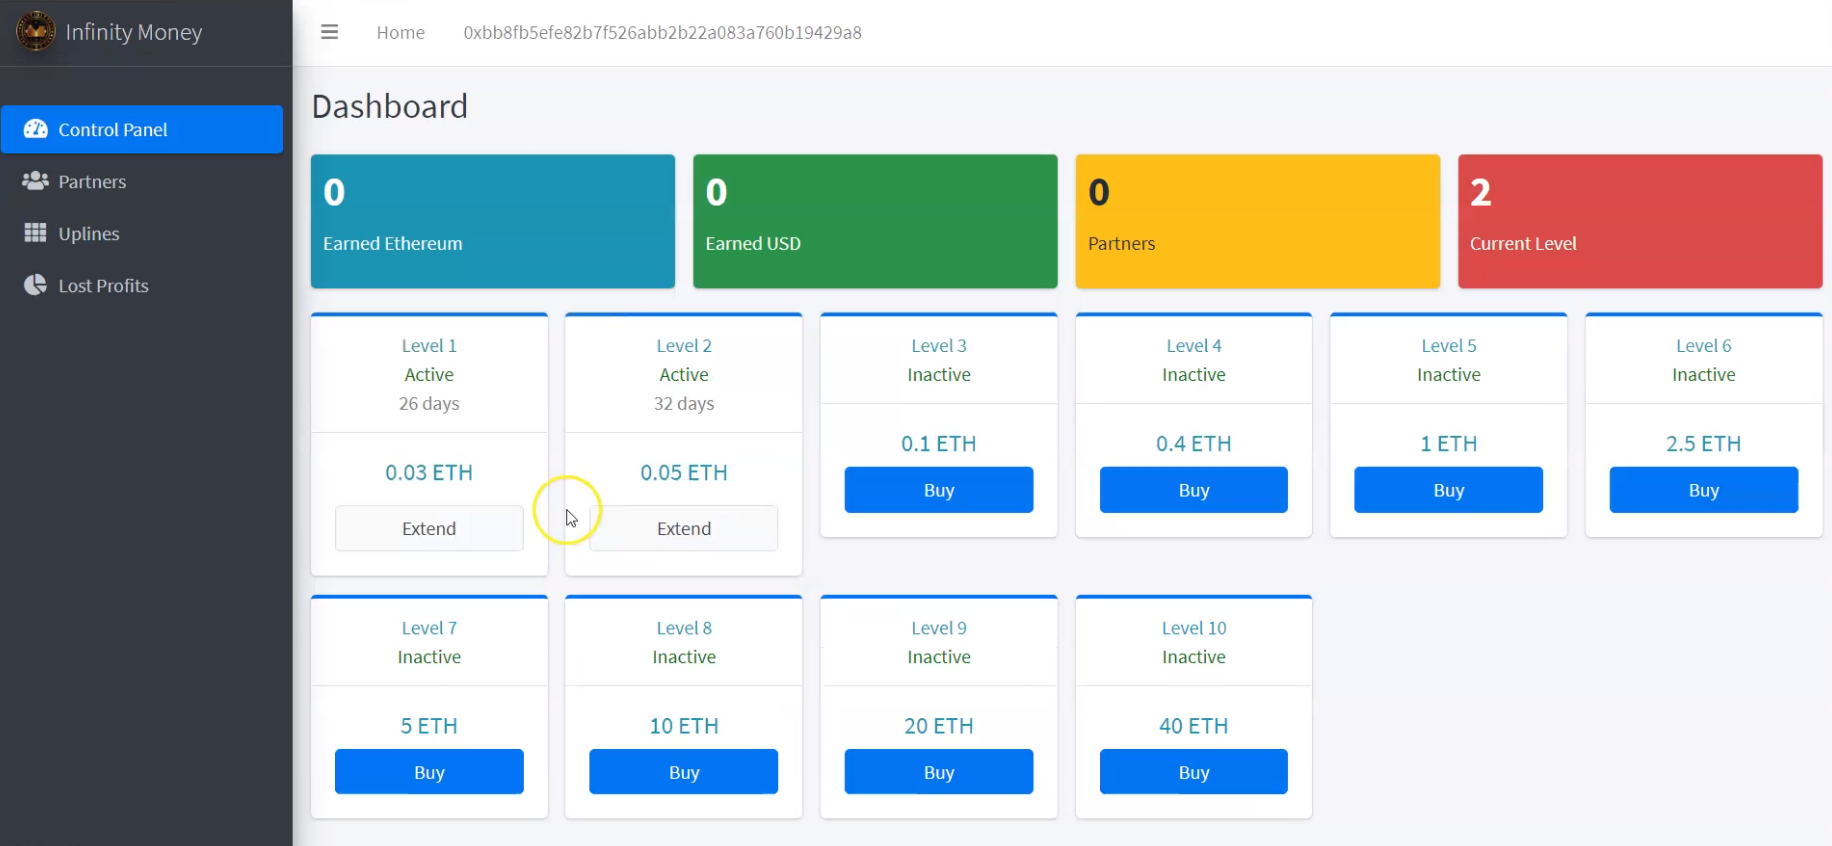 Infinity Money
Home
0xbb8fb5efe82b7f526abb2b22a083a760b19429a8
Control Panel
Partners
Uplines
Lost Profits
Dashboard
0
Earned Ethereum
0
Earned USD
0
Partners
2
Current Level
Level 1
Active
26 days
0.03 ETH
Extend
Level 2
Active
32 days
0.05 ETH
Extend
Level 3
Inactive
0.1 ETH
Buy
Level 4
Inactive
0.4 ETH
Buy
Level 5
Inactive
1 ETH
Buy
Level 6
Inactive
2.5 ETH
Buy
Level 7
Inactive
5 ETH
Buy
Level 8
Inactive
10 ETH
Buy
Level 9
Inactive
20 ETH
Buy
Level 10
Inactive
40 ETH
Buy